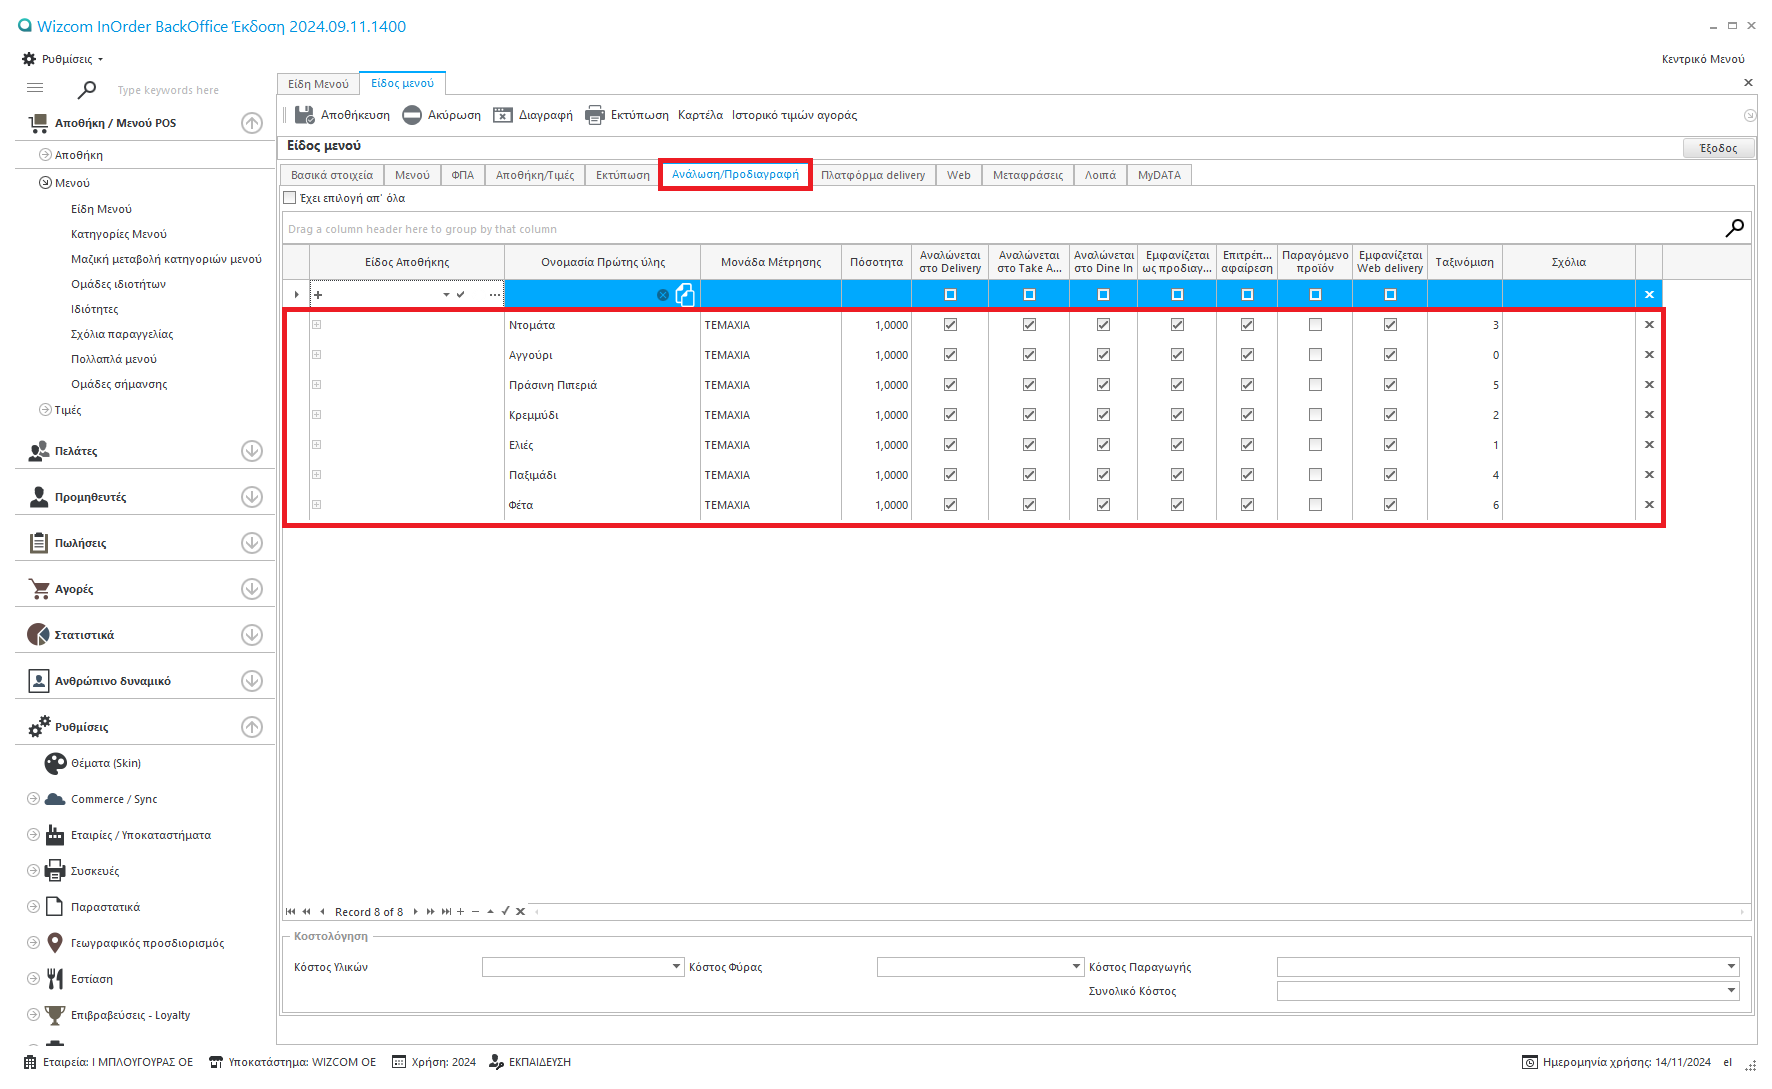 Wizcom InOrder BackOffice Έκδοση 2024.09.11.1400
Ρυθμίσεις
Κεντρικό Μενού
Type keywords here
Αποθήκη / Μενού POS
Αποθήκη
Μενού
Είδη Μενού
Κατηγορίες Μενού
Μαζική μεταβολή κατηγοριών μενού
Ομάδες ιδιοτήτων
Ιδιότητες
Σχόλια παραγγελίας
Πολλαπλά μενού
Ομάδες σήμανσης
Τιμές
Πελάτες
Προμηθευτές
Πωλήσεις
Αγορές
Στατιστικά
Ανθρώπινο δυναμικό
Ρυθμίσεις
Θέματα (Skin)
Commerce / Sync
Εταιρίες / Υποκαταστήματα
Συσκευές
Παραστατικά
Γεωγραφικός προσδιορισμός
Εστίαση
Επιβραβεύσεις - Loyalty
Είδη Μενού Είδος μενού
Αποθήκευση Ακύρωση Διαγραφή Εκτύπωση Καρτέλα Ιστορικό τιμών αγοράς
Είδος μενού
Έξοδος
Βασικά στοιχεία Μενού ΦΠΑ Αποθήκη/Τιμές Εκτύπωση Ανάλωση/Προδιαγραφή Πλατφόρμα delivery Web Μεταφράσεις Λοιπά MyDATA
Έχει επιλογή απ' όλα
Drag a column header here to group by that column
Είδος Αποθήκης Ονομασία Πρώτης ύλης Μονάδα Μέτρησης Πόσοτητα Αναλώνεται στο Delivery Αναλώνεται στο Take A... Αναλώνεται στο Dine In Εμφανίζεται ως προδιαγ... Επιτρέπ... αφαίρεση Παραγόμενο προϊόν Εμφανίζεται Web delivery Ταξινόμιση Σχόλια
Ντομάτα ΤΕΜΑΧΙΑ 1,0000 3
Αγγούρι ΤΕΜΑΧΙΑ 1,0000 0
Πράσινη Πιπεριά ΤΕΜΑΧΙΑ 1,0000 5
Κρεμμύδι ΤΕΜΑΧΙΑ 1,0000 2
Ελιές ΤΕΜΑΧΙΑ 1,0000 1
Παξιμάδι ΤΕΜΑΧΙΑ 1,0000 4
Φέτα ΤΕΜΑΧΙΑ 1,0000 6
Record 8 of 8
Κοστολόγηση
Κόστος Υλικών Κόστος Φύρας Κόστος Παραγωγής
Συνολικό Κόστος
Εταιρεία: Ι ΜΠΛΟΥΓΟΥΡΑΣ ΟΕ Υποκατάστημα: WIZCOM ΟΕ Χρήση: 2024 ΕΚΠΑΙΔΕΥΣΗ Ημερομηνία χρήσης: 14/11/2024 el